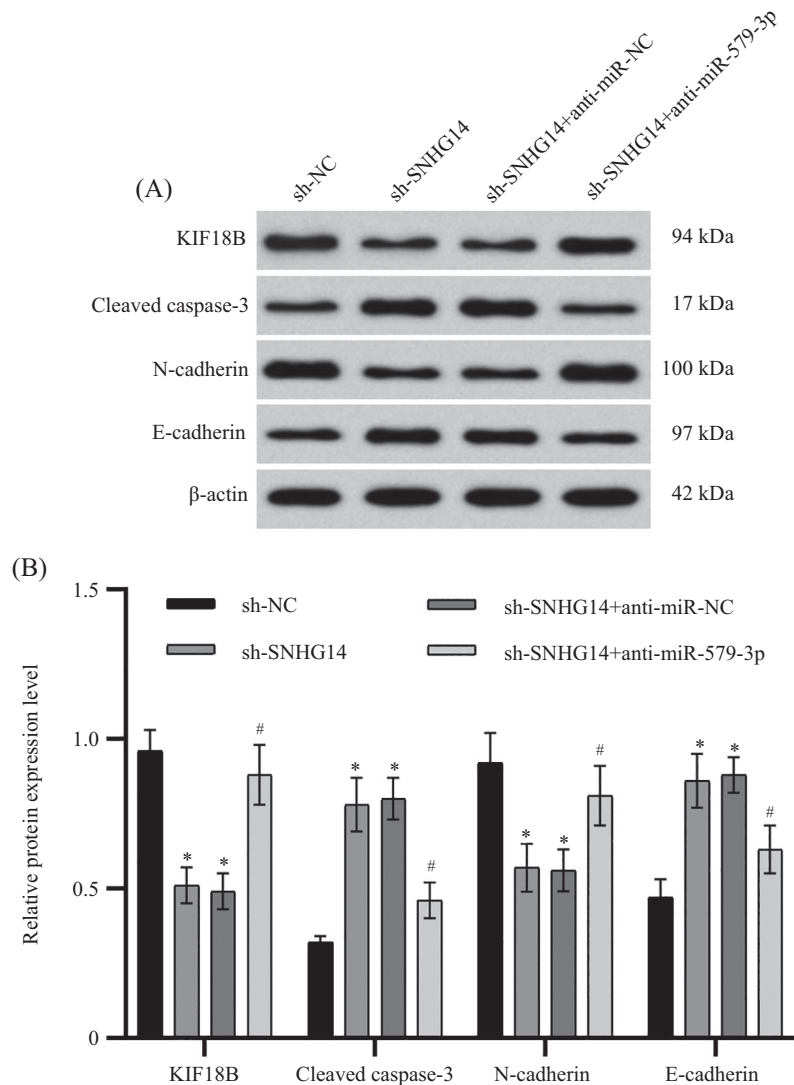 (A)
sh-NC
sh-SNHG14
sh-SNHG14+anti-miR-NC
sh-SNHG14+anti-miR-579-3p
KIF18B 94 kDa
Cleaved caspase-3 17 kDa
N-cadherin 100 kDa
E-cadherin 97 kDa
β-actin 42 kDa
(B)
Relative protein expression level
1.5
1.0
0.5
0
sh-NC
sh-SNHG14
sh-SNHG14+anti-miR-NC
sh-SNHG14+anti-miR-579-3p
* * #
* * #
* * #
* * #
KIF18B Cleaved caspase-3 N-cadherin E-cadherin